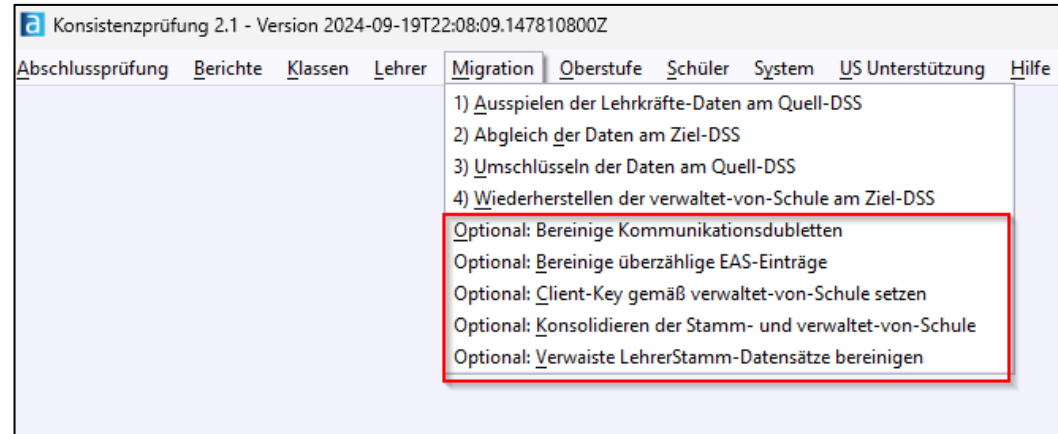 Konsistenzprüfung 2.1 - Version 2024-09-19T22:08:09.147810800Z
Abschlussprüfung Berichte Klassen Lehrer Migration Oberstufe Schüler System US Unterstützung Hilfe
1) Ausspielen der Lehrkräfte-Daten am Quell-DSS
2) Abgleich der Daten am Ziel-DSS
3) Umschlüsseln der Daten am Quell-DSS
4) Wiederherstellen der verwaltet-von-Schule am Ziel-DSS
Optional: Bereinige Kommunikationsdubletten
Optional: Bereinige überzählige EAS-Einträge
Optional: Client-Key gemäß verwaltet-von-Schule setzen
Optional: Konsolidieren der Stamm- und verwaltet-von-Schule
Optional: Verwaiste LehrerStamm-Datensätze bereinigen